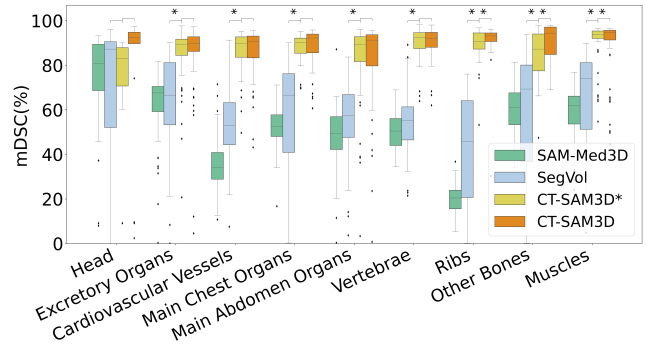 mDSC(%)
100
80
60
40
20
0
* * * * * * * * * * *
SAM-Med3D
SegVol
CT-SAM3D*
CT-SAM3D
Head
Excretory Organs
Cardiovascular Vessels
Main Chest Organs
Main Abdomen Organs
Vertebrae
Ribs
Other Bones
Muscles